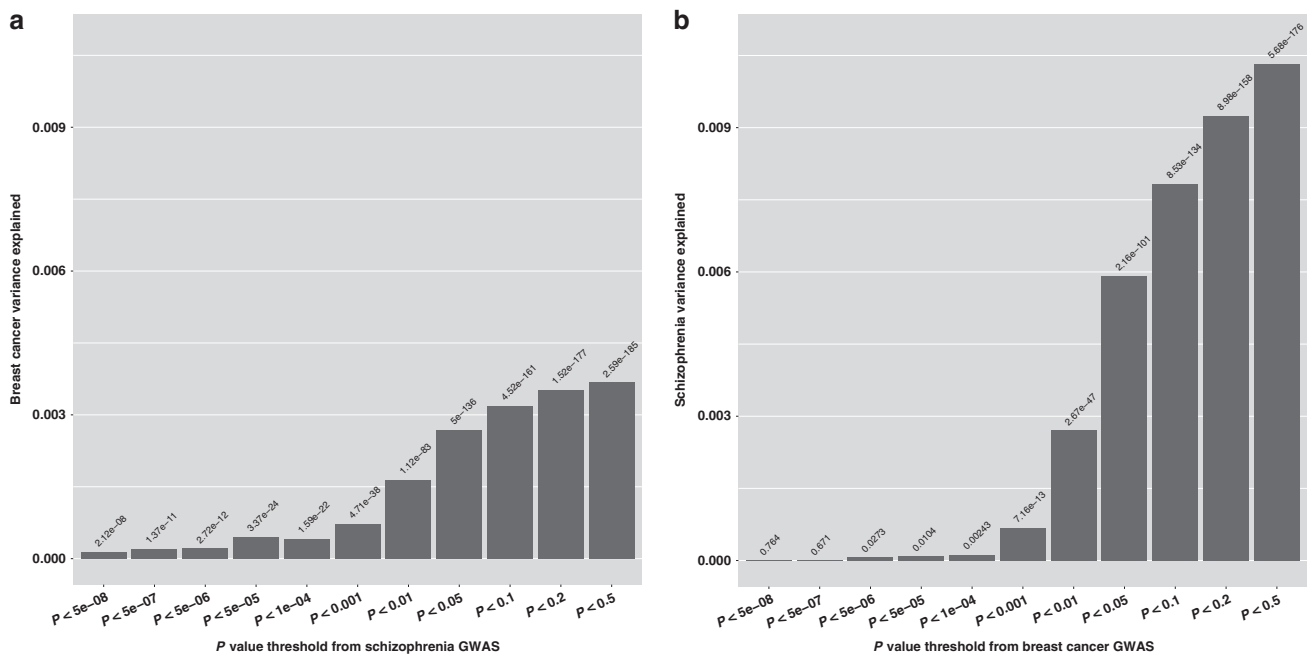 a
Breast cancer variance explained
0.009
0.006
0.003
0.000
2.12e−08
1.37e−11
2.72e−12
3.37e−24
1.59e−22
4.71e−38
1.12e−83
5e−136
4.52e−161
1.52e−177
2.59e−185
P < 5e−08
P < 5e−07
P < 5e−06
P < 5e−05
P < 1e−04
P < 0.001
P < 0.01
P < 0.05
P < 0.1
P < 0.2
P < 0.5
P value threshold from schizophrenia GWAS
b
Schizophrenia variance explained
0.009
0.006
0.003
0.000
0.764
0.671
0.0273
0.0104
0.00243
7.16e−13
2.67e−47
2.16e−101
8.53e−134
8.98e−158
5.68e−176
P < 5e−08
P < 5e−07
P < 5e−06
P < 5e−05
P < 1e−04
P < 0.001
P < 0.01
P < 0.05
P < 0.1
P < 0.2
P < 0.5
P value threshold from breast cancer GWAS